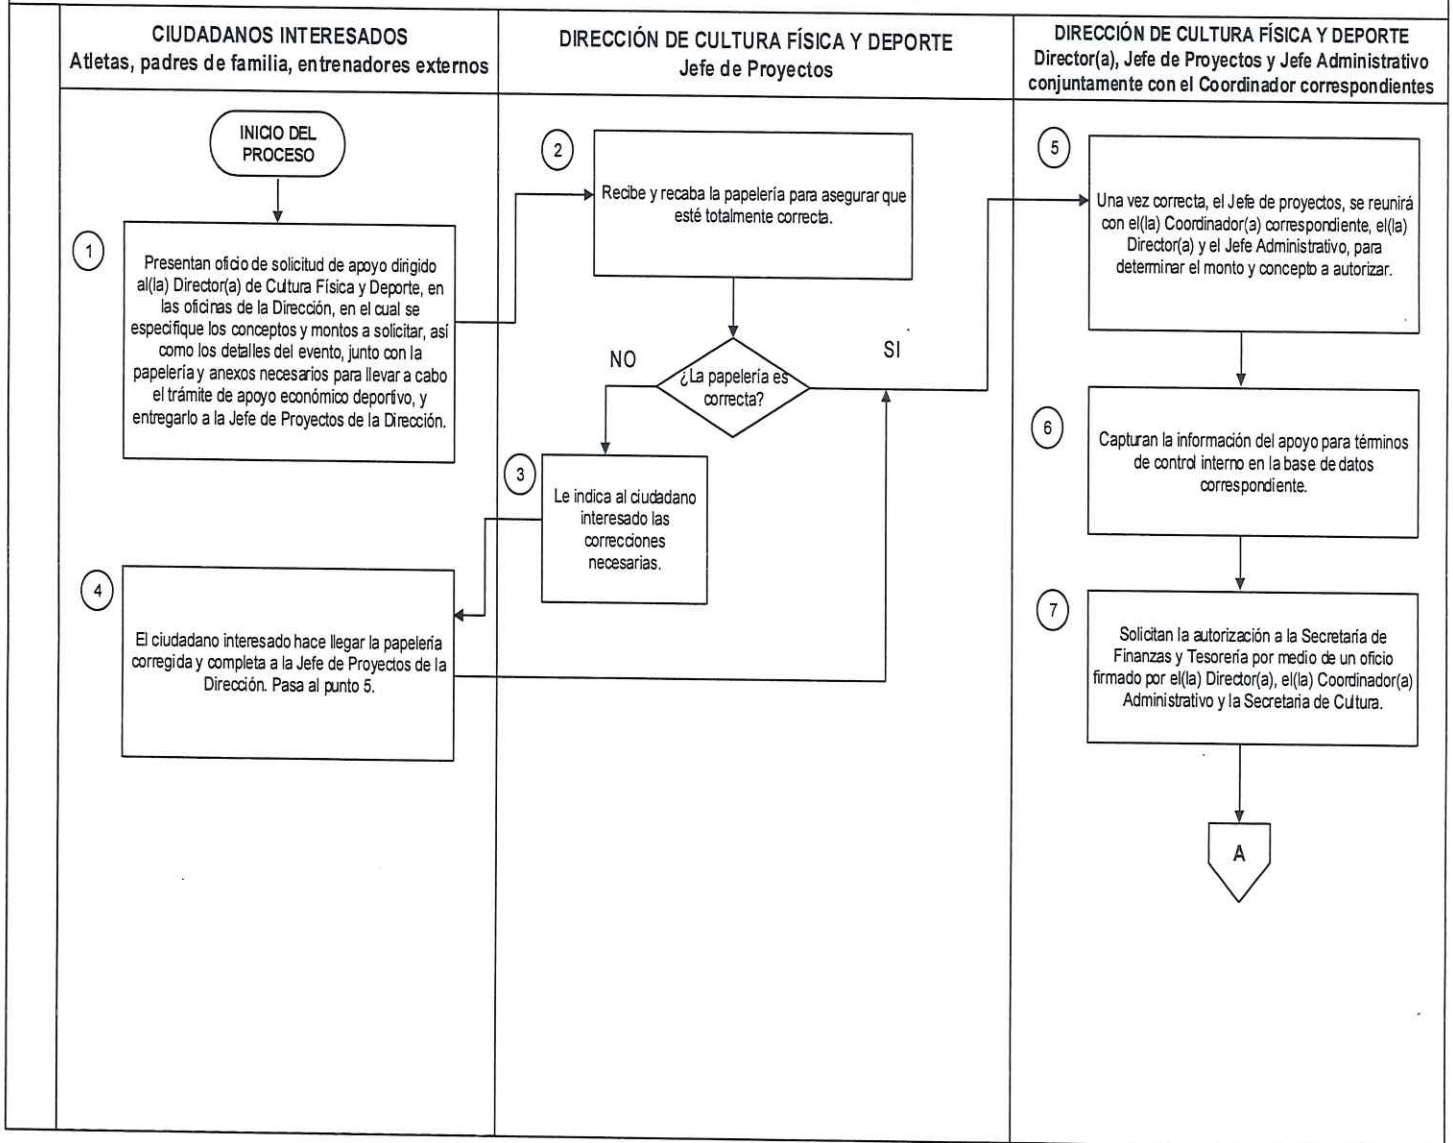 CIUDADANOS INTERESADOS
Atletas, padres de familia, entrenadores externos
DIRECCIÓN DE CULTURA FÍSICA Y DEPORTE
Jefe de Proyectos
DIRECCIÓN DE CULTURA FÍSICA Y DEPORTE
Director(a), Jefe de Proyectos y Jefe Administrativo
conjuntamente con el Coordinador correspondientes
INICIO DEL
PROCESO
1
Presentan oficio de solicitud de apoyo dirigido
al(la) Director(a) de Cultura Física y Deporte, en
las oficinas de la Dirección, en el cual se
especifique los conceptos y montos a solicitar, así
como los detalles del evento, junto con la
papelería y anexos necesarios para llevar a cabo
el trámite de apoyo económico deportivo, y
entregarlo a la Jefe de Proyectos de la Dirección.
2
Recibe y recaba la papelería para asegurar que
esté totalmente correcta.
¿La papelería es
correcta?
NO
SI
3
Le indica al ciudadano
interesado las
correcciones
necesarias.
4
El ciudadano interesado hace llegar la papelería
corregida y completa a la Jefe de Proyectos de la
Dirección. Pasa al punto 5.
5
Una vez correcta, el Jefe de proyectos, se reunirá
con el(la) Coordinador(a) correspondiente, el(la)
Director(a) y el Jefe Administrativo, para
determinar el monto y concepto a autorizar.
6
Capturan la información del apoyo para términos
de control interno en la base de datos
correspondiente.
7
Solicitan la autorización a la Secretaría de
Finanzas y Tesorería por medio de un oficio
firmado por el(la) Director(a), el(la) Coordinador(a)
Administrativo y la Secretaria de Cultura.
A